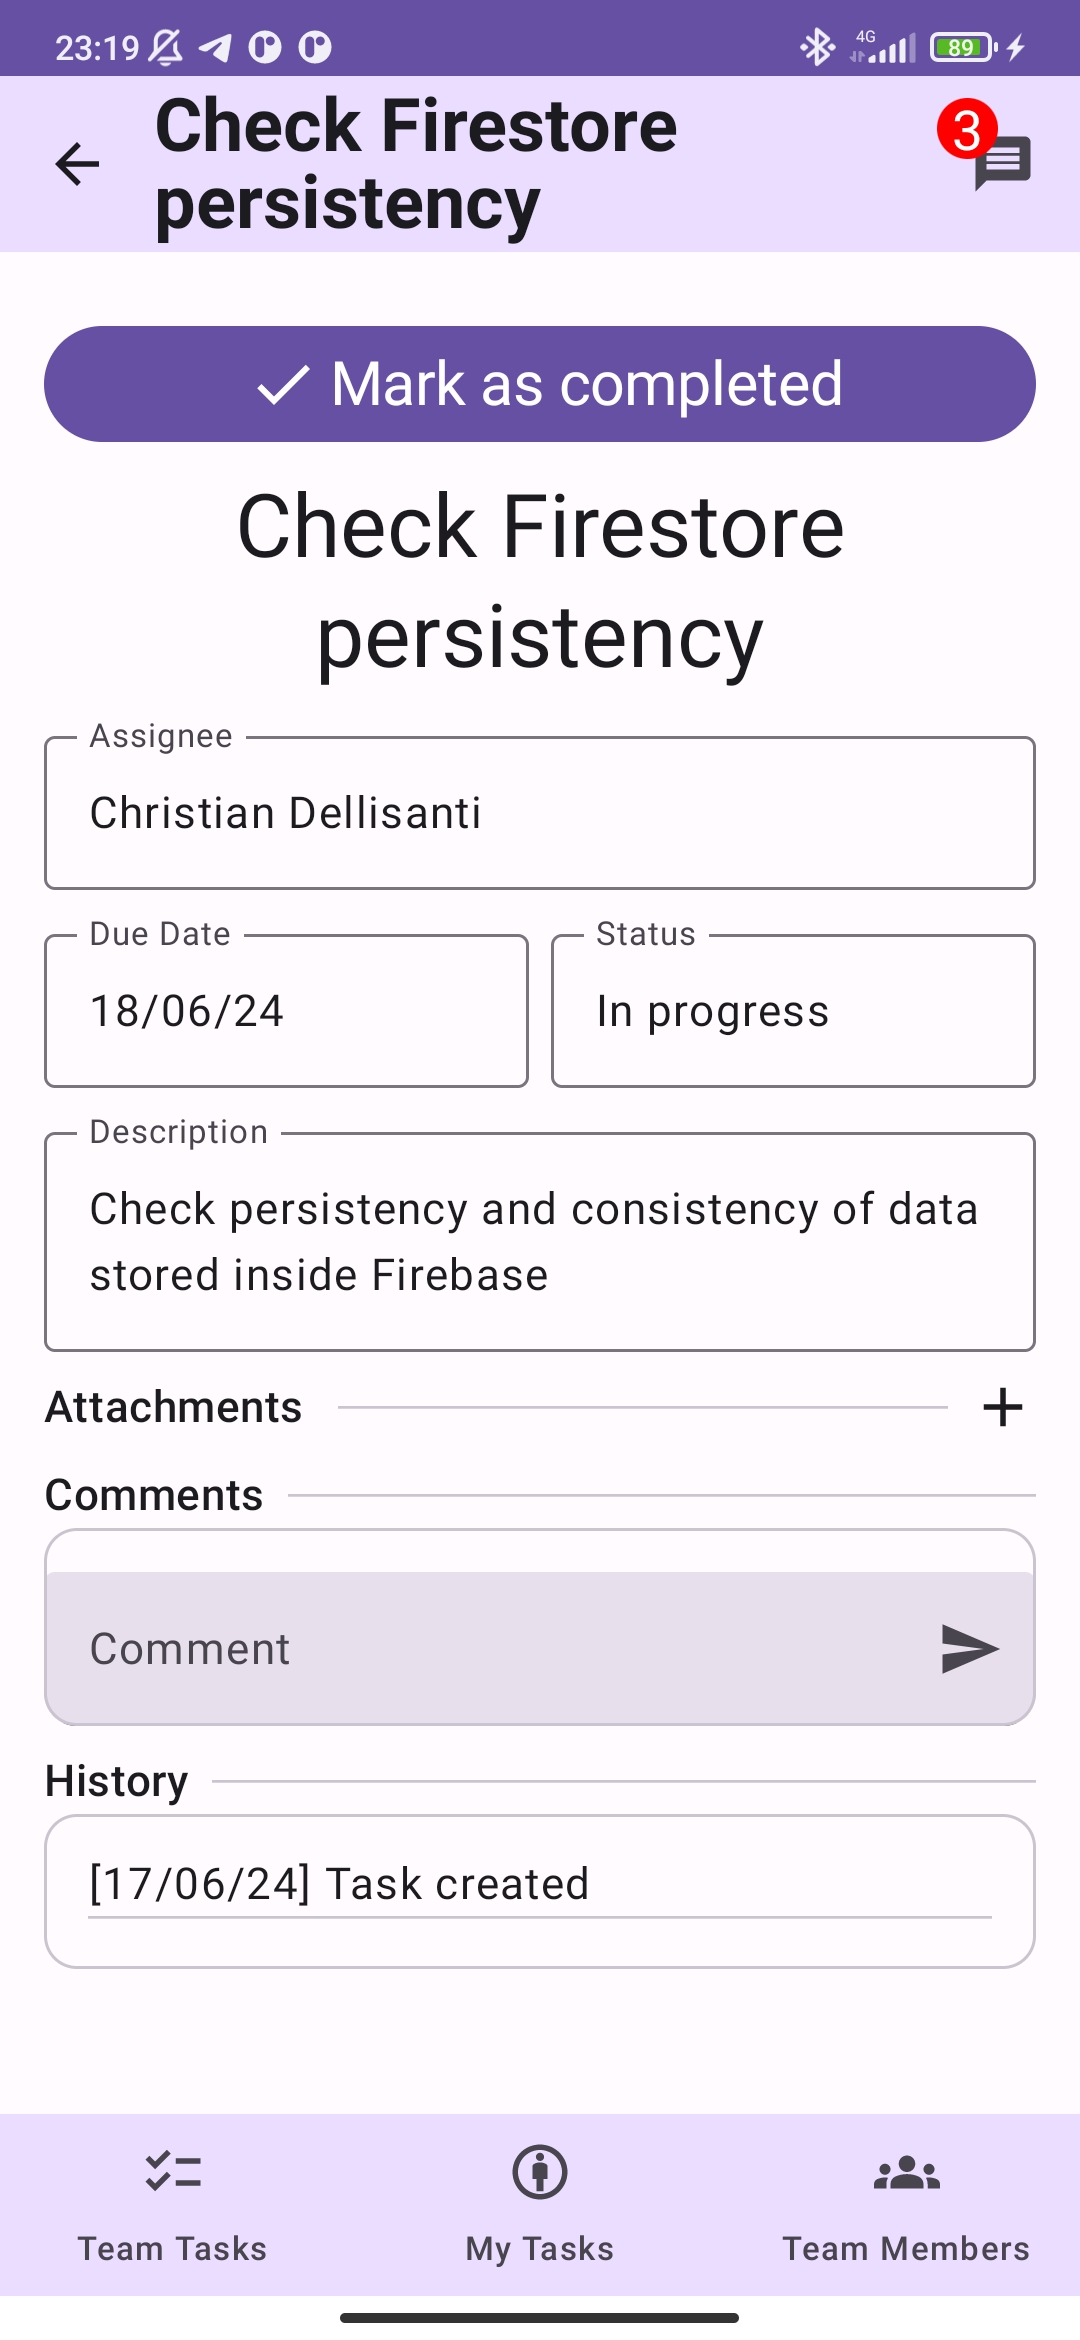 23:19
4G
89
Check Firestore
persistency
3
Mark as completed
Check Firestore
persistency
Assignee
Christian Dellisanti
Due Date
18/06/24
Status
In progress
Description
Check persistency and consistency of data
stored inside Firebase
Attachments
Comments
Comment
History
[17/06/24] Task created
Team Tasks
My Tasks
Team Members